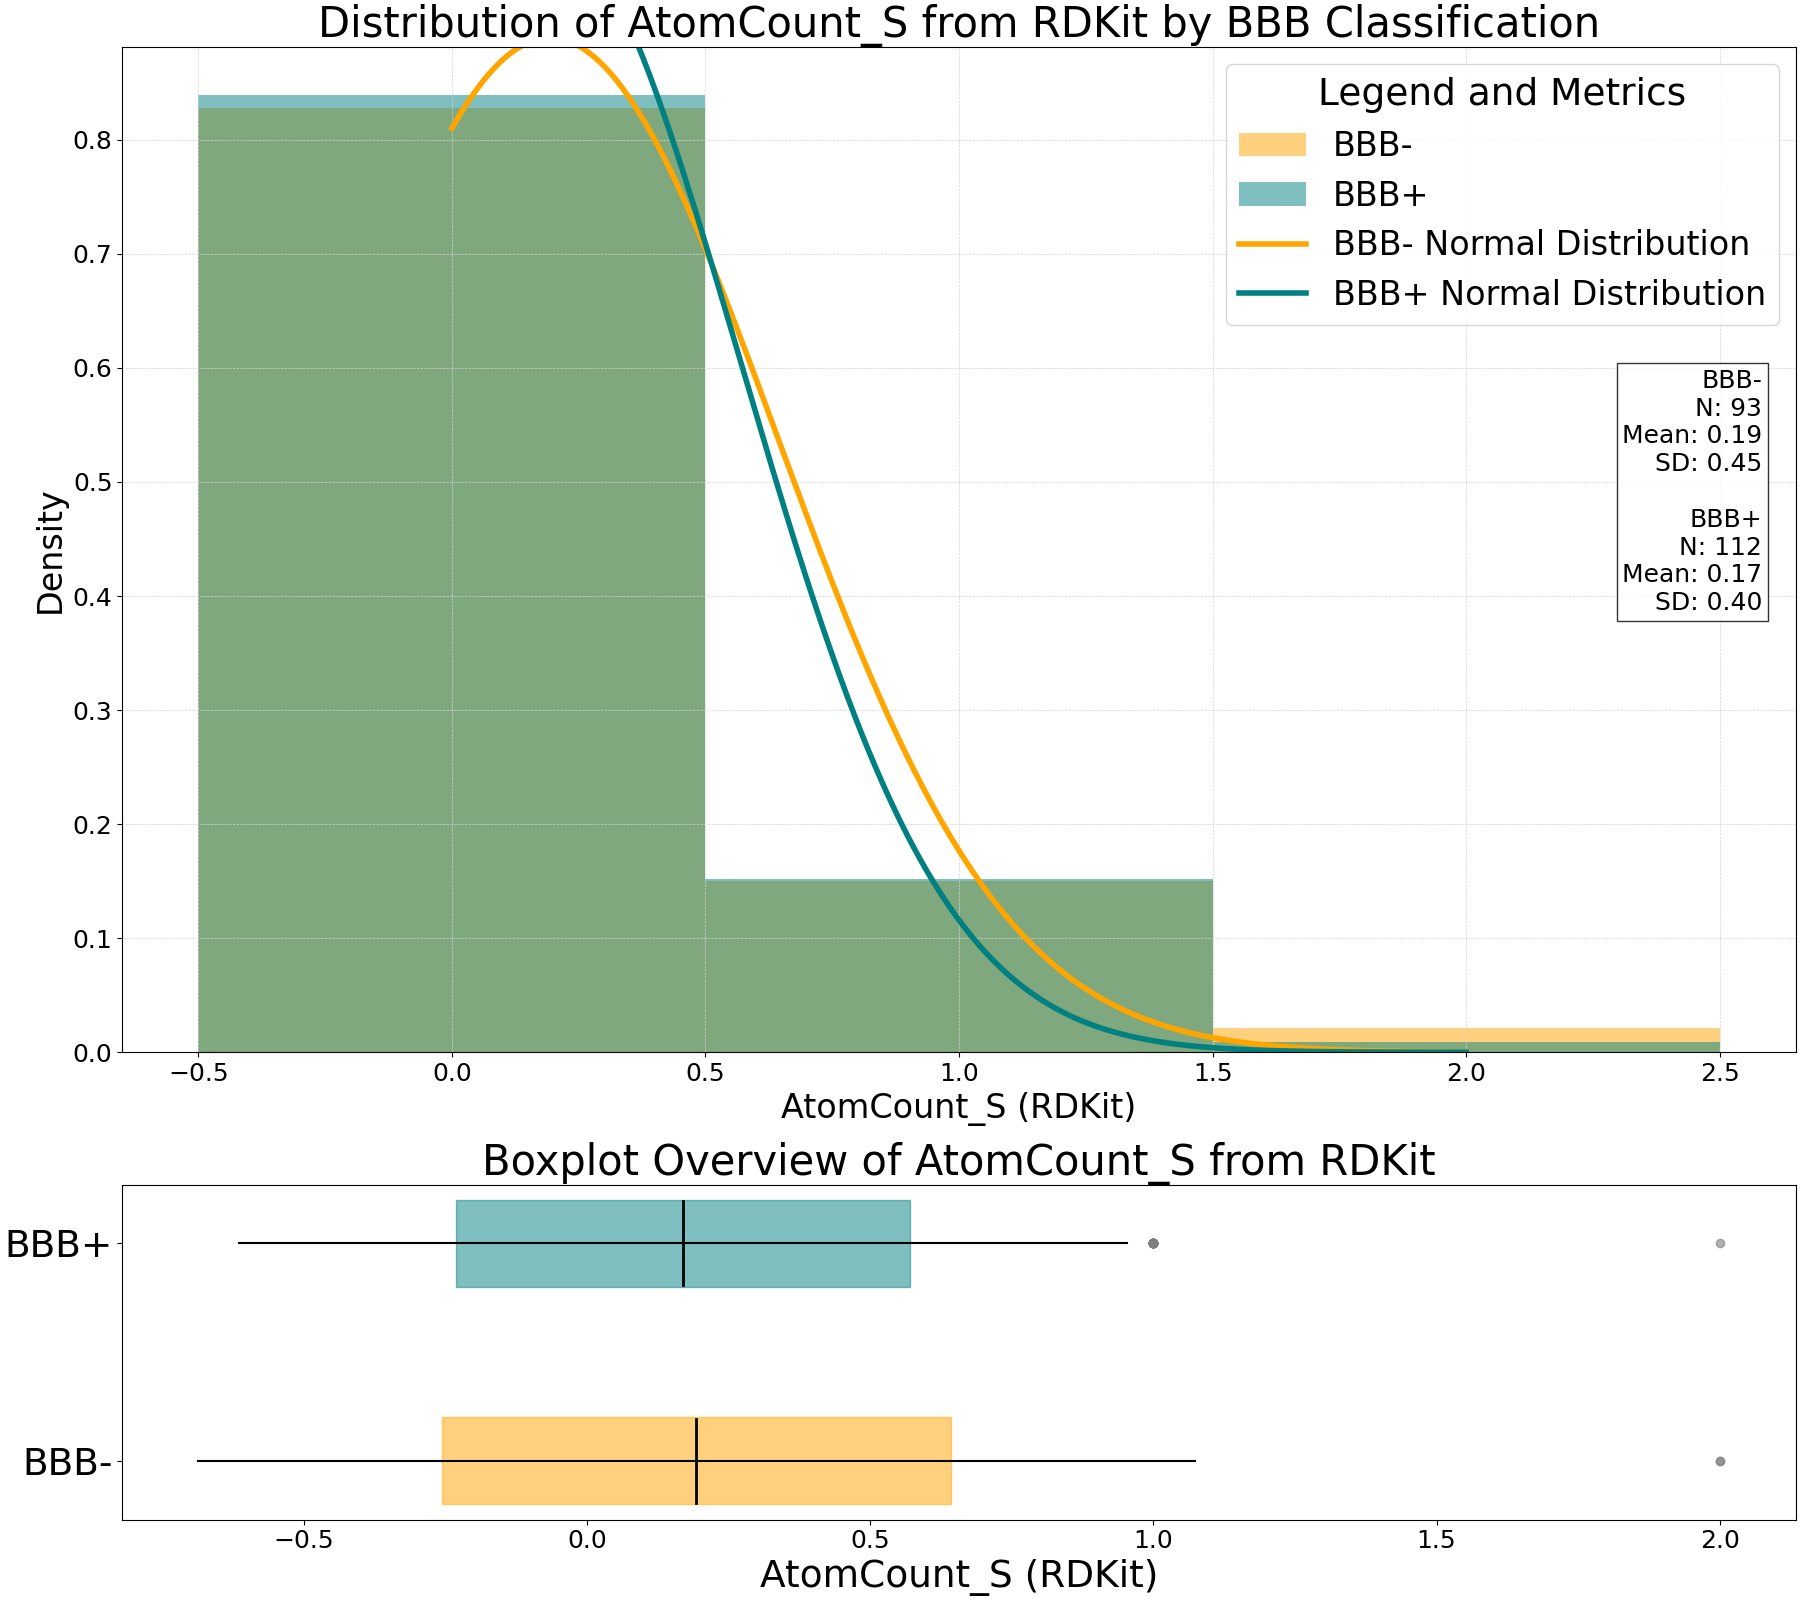 Distribution of AtomCount_S from RDKit by BBB Classification
Legend and Metrics
BBB-
BBB+
BBB- Normal Distribution
BBB+ Normal Distribution
BBB-
N: 93
Mean: 0.19
SD: 0.45
BBB+
N: 112
Mean: 0.17
SD: 0.40
Density
0.8
0.7
0.6
0.5
0.4
0.3
0.2
0.1
0.0
−0.5 0.0 0.5 1.0 1.5 2.0 2.5
AtomCount_S (RDKit)
Boxplot Overview of AtomCount_S from RDKit
BBB+
BBB-
−0.5 0.0 0.5 1.0 1.5 2.0
AtomCount_S (RDKit)